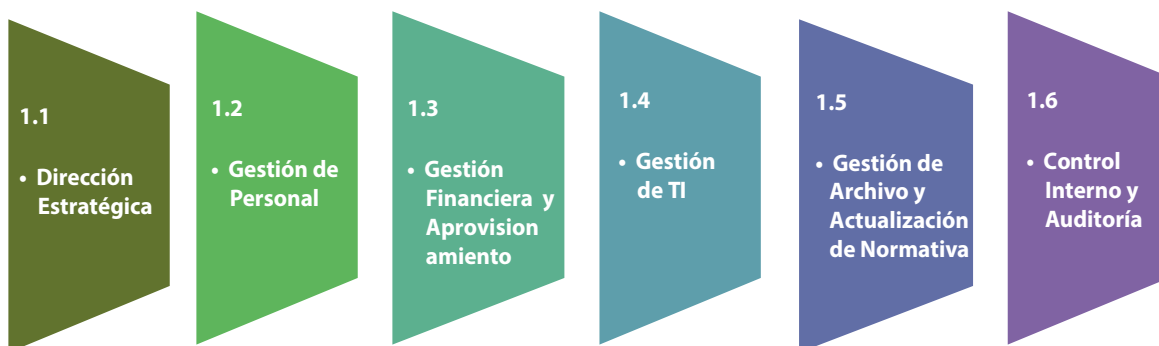 1.1
• Dirección
Estratégica
1.2
• Gestión de
Personal
1.3
• Gestión
Financiera y
Aprovision
amiento
1.4
• Gestión
de TI
1.5
• Gestión de
Archivo y
Actualización
de Normativa
1.6
• Control
Interno y
Auditoría